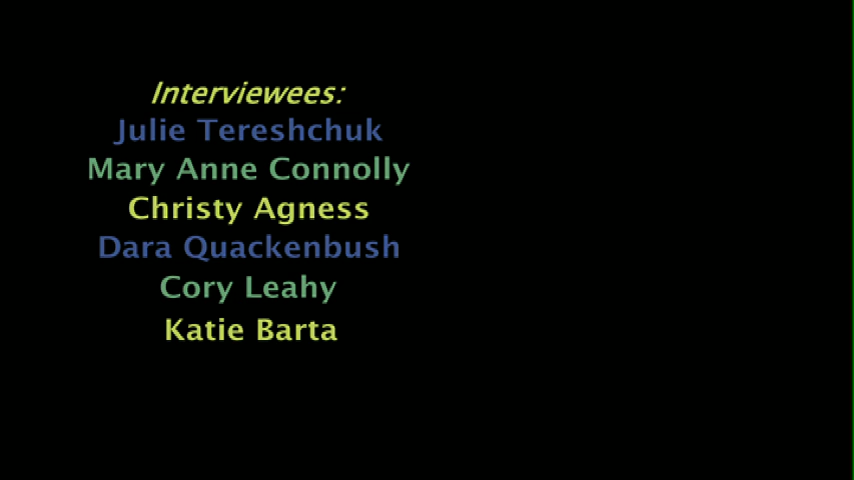 Interviewees:
Julie Tereshchuk
Mary Anne Connolly
Christy Agness
Dara Quackenbush
Cory Leahy
Katie Barta